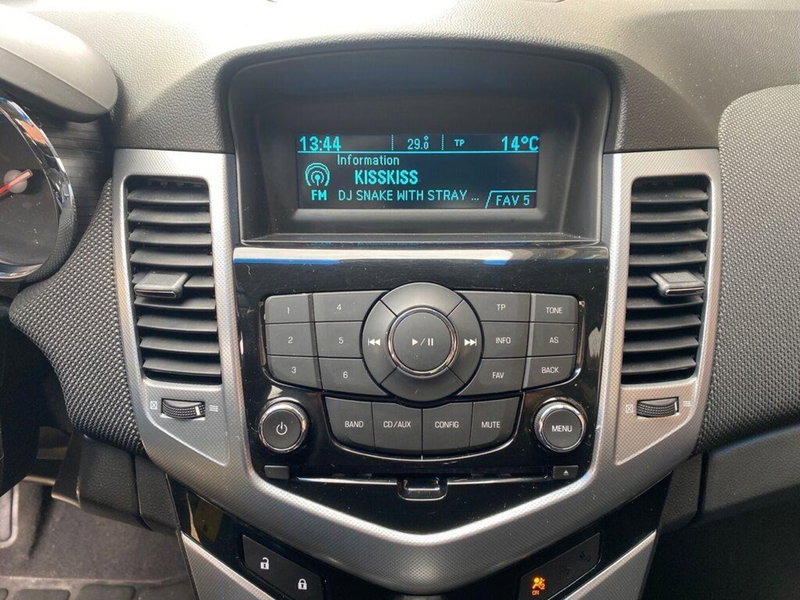 13:44 29.0 TP 14°C
Information
KISSKISS
FM DJ SNAKE WITH STRAY ... FAV 5
1 4 TP TONE
2 5 INFO AS
3 6 FAV BACK
BAND CD/AUX CONFIG MUTE
MENU
ON